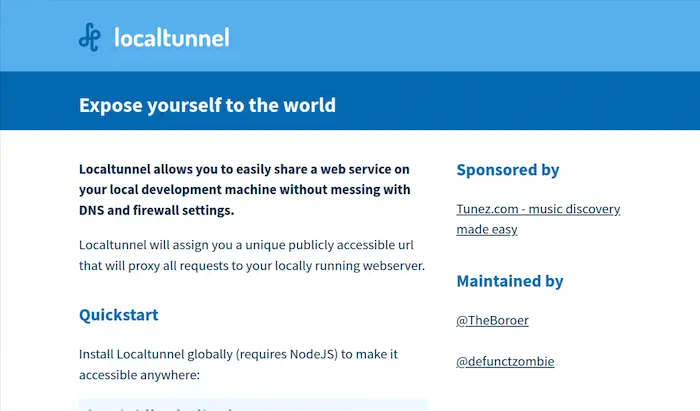 localtunnel
Expose yourself to the world
Localtunnel allows you to easily share a web service on
your local development machine without messing with
DNS and firewall settings.
Localtunnel will assign you a unique publicly accessible url
that will proxy all requests to your locally running webserver.
Quickstart
Install Localtunnel globally (requires NodeJS) to make it
accessible anywhere:
Sponsored by
Tunez.com - music discovery
made easy
Maintained by
@TheBoroer
@defunctzombie